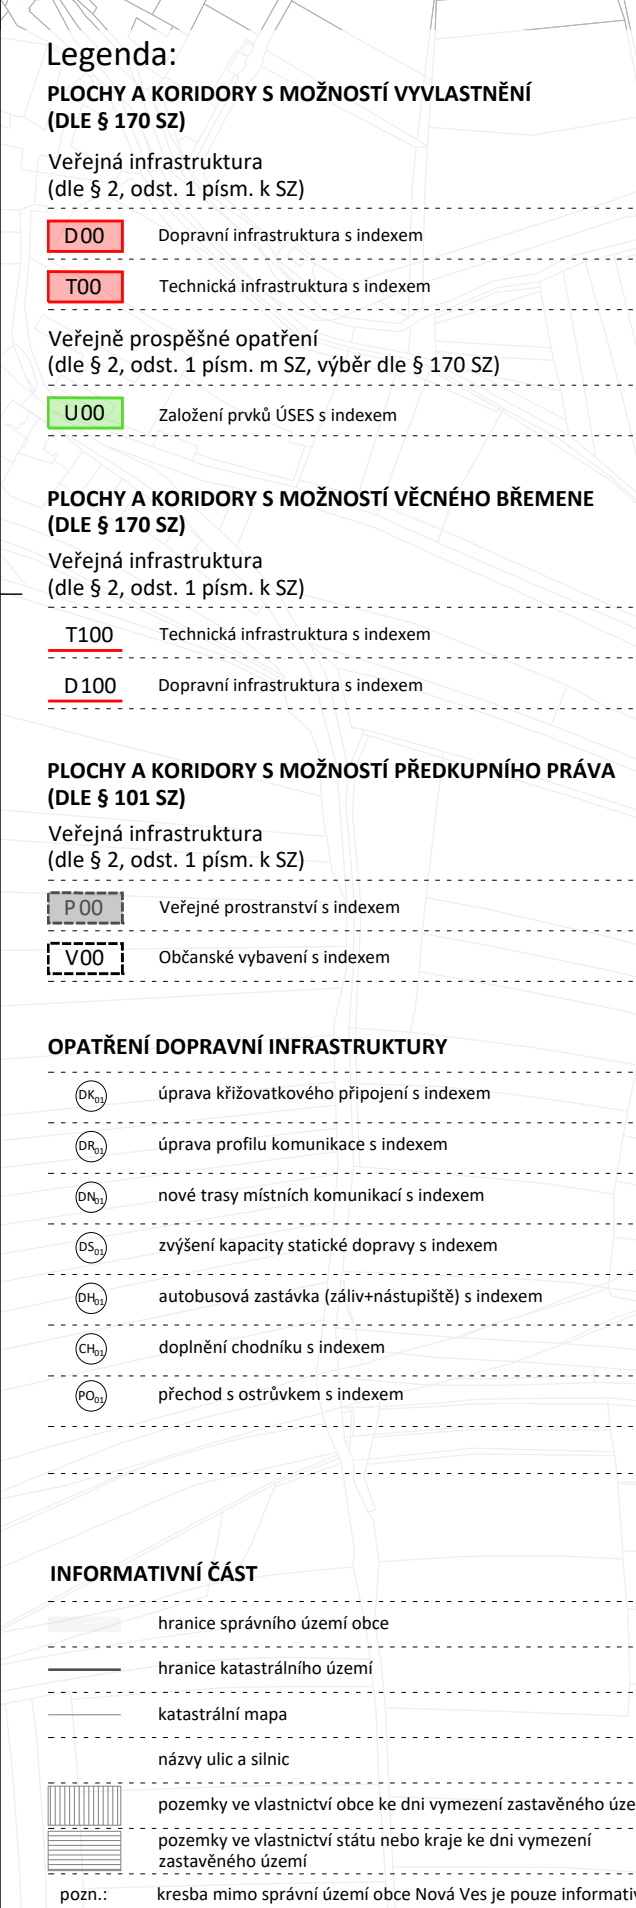 Legenda:
PLOCHY A KORIDORY S MOŽNOSTÍ VYVLASTNĚNÍ
(DLE § 170 SZ)
Veřejná infrastruktura
(dle § 2, odst. 1 písm. k SZ)
D00 Dopravní infrastruktura s indexem
T00 Technická infrastruktura s indexem
Veřejně prospěšné opatření
(dle § 2, odst. 1 písm. m SZ, výběr dle § 170 SZ)
U00 Založení prvků ÚSES s indexem
PLOCHY A KORIDORY S MOŽNOSTÍ VĚCNÉHO BŘEMENE
(DLE § 170 SZ)
Veřejná infrastruktura
(dle § 2, odst. 1 písm. k SZ)
T100 Technická infrastruktura s indexem
D100 Dopravní infrastruktura s indexem
PLOCHY A KORIDORY S MOŽNOSTÍ PŘEDKUPNÍHO PRÁVA
(DLE § 101 SZ)
Veřejná infrastruktura
(dle § 2, odst. 1 písm. k SZ)
P00 Veřejné prostranství s indexem
V00 Občanské vybavení s indexem
OPATŘENÍ DOPRAVNÍ INFRASTRUKTURY
DK01 úprava křižovatkového připojení s indexem
DR01 úprava profilu komunikace s indexem
DN01 nové trasy místních komunikací s indexem
DS01 zvýšení kapacity statické dopravy s indexem
DH01 autobusová zastávka (záliv+nástupiště) s indexem
CH01 doplnění chodníku s indexem
PO01 přechod s ostrůvkem s indexem
INFORMATIVNÍ ČÁST
hranice správního území obce
hranice katastrálního území
katastrální mapa
názvy ulic a silnic
pozemky ve vlastnictví obce ke dni vymezení zastavěného úze
pozemky ve vlastnictví státu nebo kraje ke dni vymezení
zastavěného území
pozn.: kresba mimo správní území obce Nová Ves je pouze informativ